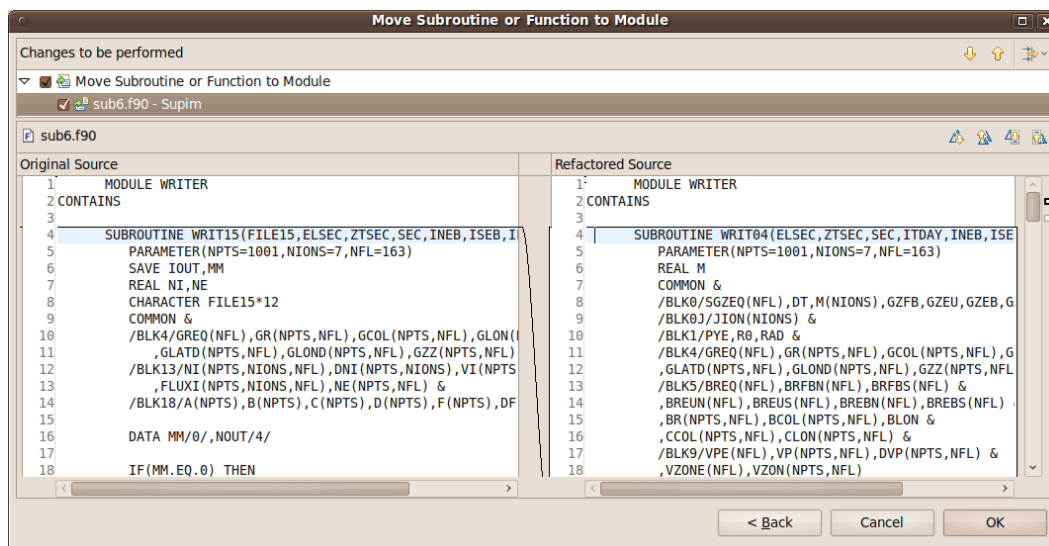 Move Subroutine or Function to Module
Changes to be performed
Move Subroutine or Function to Module
sub6.f90 - Supim
sub6.f90
Original Source
1 MODULE WRITER
2 CONTAINS
3
4 SUBROUTINE WRIT15(FILE15,ELSEC,ZTSEC,SEC,INEB,ISEB,
5 PARAMETER(NPTS=1001,NIONS=7,NFL=163)
6 SAVE IOUT,MM
7 REAL NI,NE
8 CHARACTER FILE15*12
9 COMMON &
10 /BLK4/GREQ(NFL),GR(NPTS,NFL),GCOL(NPTS,NFL),GLON(
11 ,GLATD(NPTS,NFL),GLOND(NPTS,NFL),GZZ(NPTS,NFL)
12 /BLK13/NI(NPTS,NIONS,NFL),DNI(NPTS,NIONS),VI(NPTS
13 ,FLUXI(NPTS,NIONS,NFL),NE(NPTS,NFL) &
14 /BLK18/A(NPTS),B(NPTS),C(NPTS),D(NPTS),F(NPTS),DF
15
16 DATA MM/0/,NOUT/4/
17
18 IF(MM.EQ.0) THEN
Refactored Source
1 MODULE WRITER
2 CONTAINS
3
4 SUBROUTINE WRIT04(ELSEC,ZTSEC,SEC,ITDAY,INEB,ISE
5 PARAMETER(NPTS=1001,NIONS=7,NFL=163)
6 REAL M
7 COMMON &
8 /BLK0/SGZEQ(NFL),DT,M(NIONS),GZFB,GZEU,GZEB,G
9 /BLK0J/JION(NIONS) &
10 /BLK1/PYE,R0,RAD &
11 /BLK4/GREQ(NFL),GR(NPTS,NFL),GCOL(NPTS,NFL),G
12 ,GLATD(NPTS,NFL),GLOND(NPTS,NFL),GZZ(NPTS,NFL
13 /BLK5/BREQ(NFL),BRFBN(NFL),BRFBS(NFL) &
14 ,BREUN(NFL),BREUS(NFL),BREBN(NFL),BREBS(NFL)
15 ,BR(NPTS,NFL),BCOL(NPTS,NFL),BLON &
16 ,CCOL(NPTS,NFL),CLON(NPTS,NFL) &
17 /BLK9/VPE(NFL),VP(NPTS,NFL),DVP(NPTS,NFL) &
18 ,VZONE(NFL),VZON(NPTS,NFL)
< Back
Cancel
OK